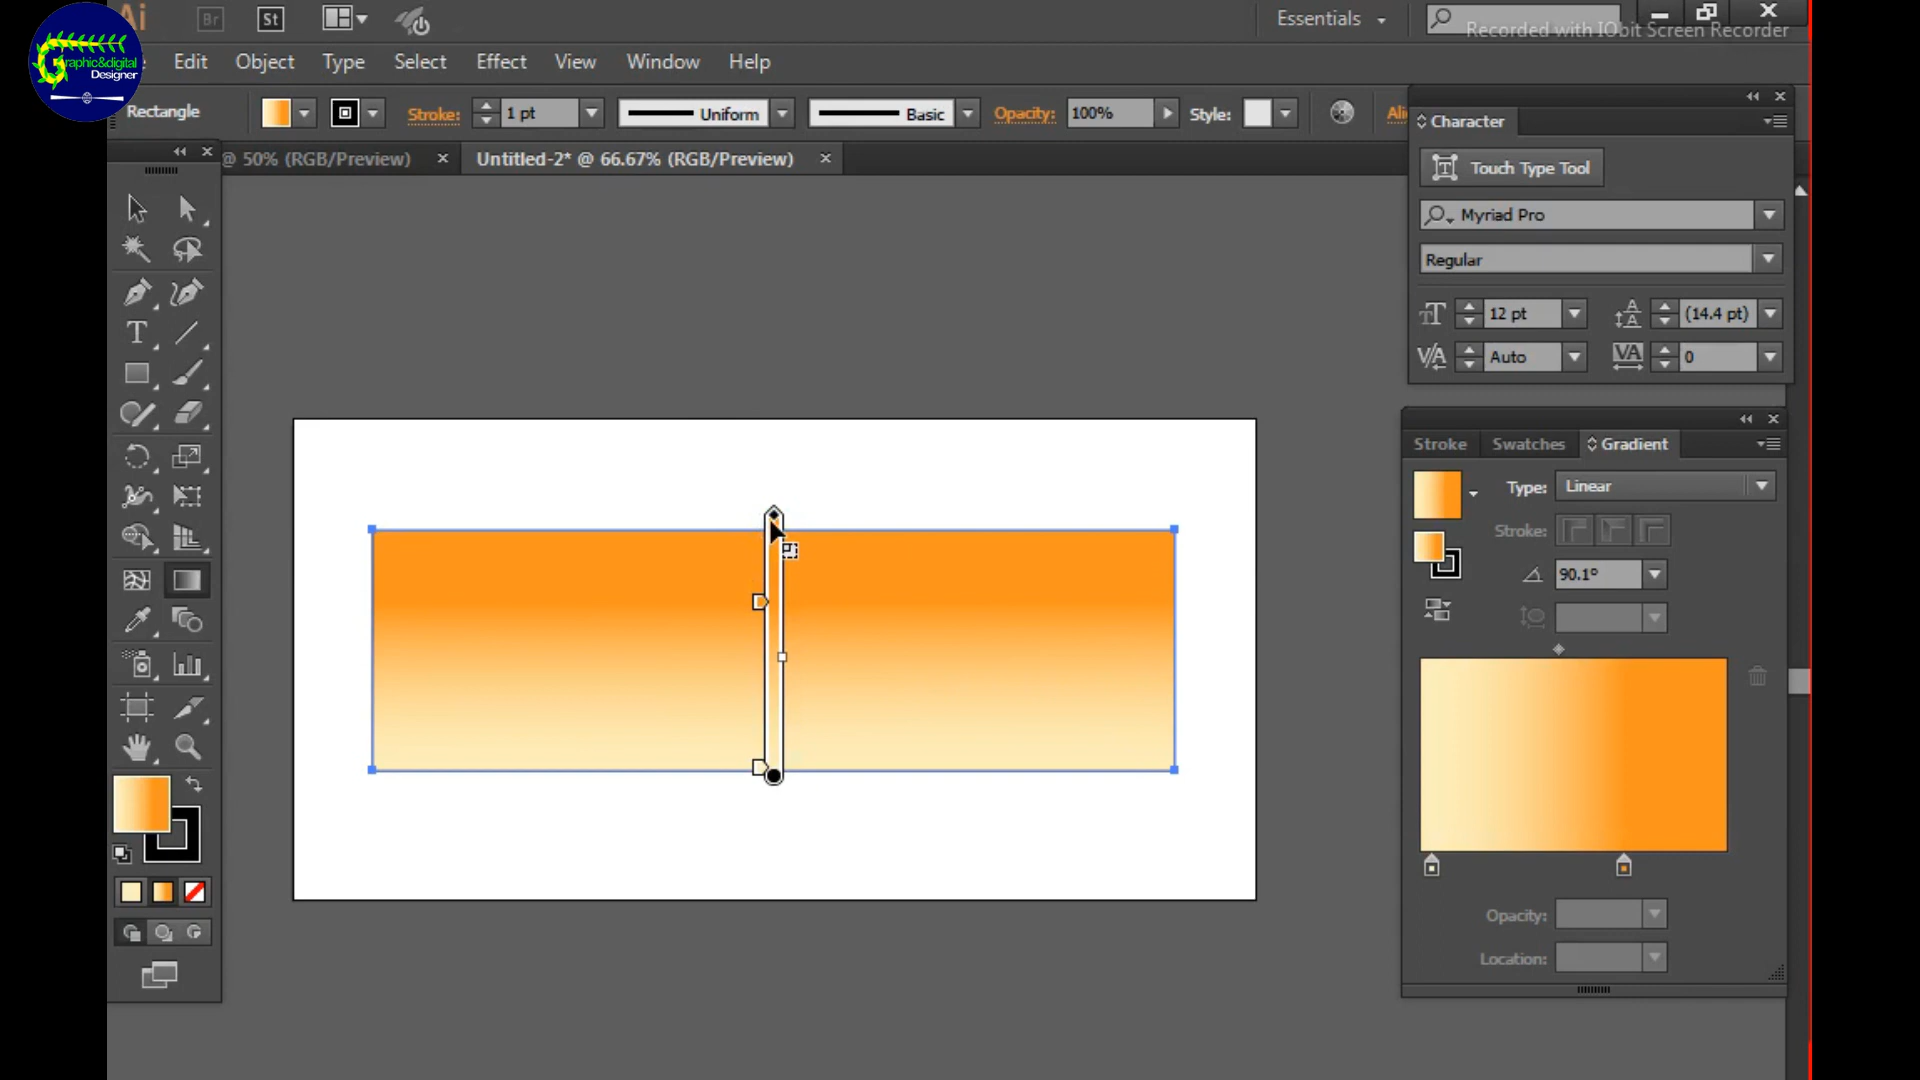 Ai
Br
St
Essentials
Recorded with IObit Screen Recorder
Graphic&digital
Designer
Edit
Object
Type
Select
Effect
View
Window
Help
Rectangle
Stroke:
1 pt
Uniform
Basic
Opacity:
100%
Style:
Ali
@ 50% (RGB/Preview)
Untitled-2* @ 66.67% (RGB/Preview)
Character
Touch Type Tool
Myriad Pro
Regular
12 pt
(14.4 pt)
Auto
0
Stroke
Swatches
Gradient
Type:
Linear
Stroke:
90.1°
Opacity:
Location: